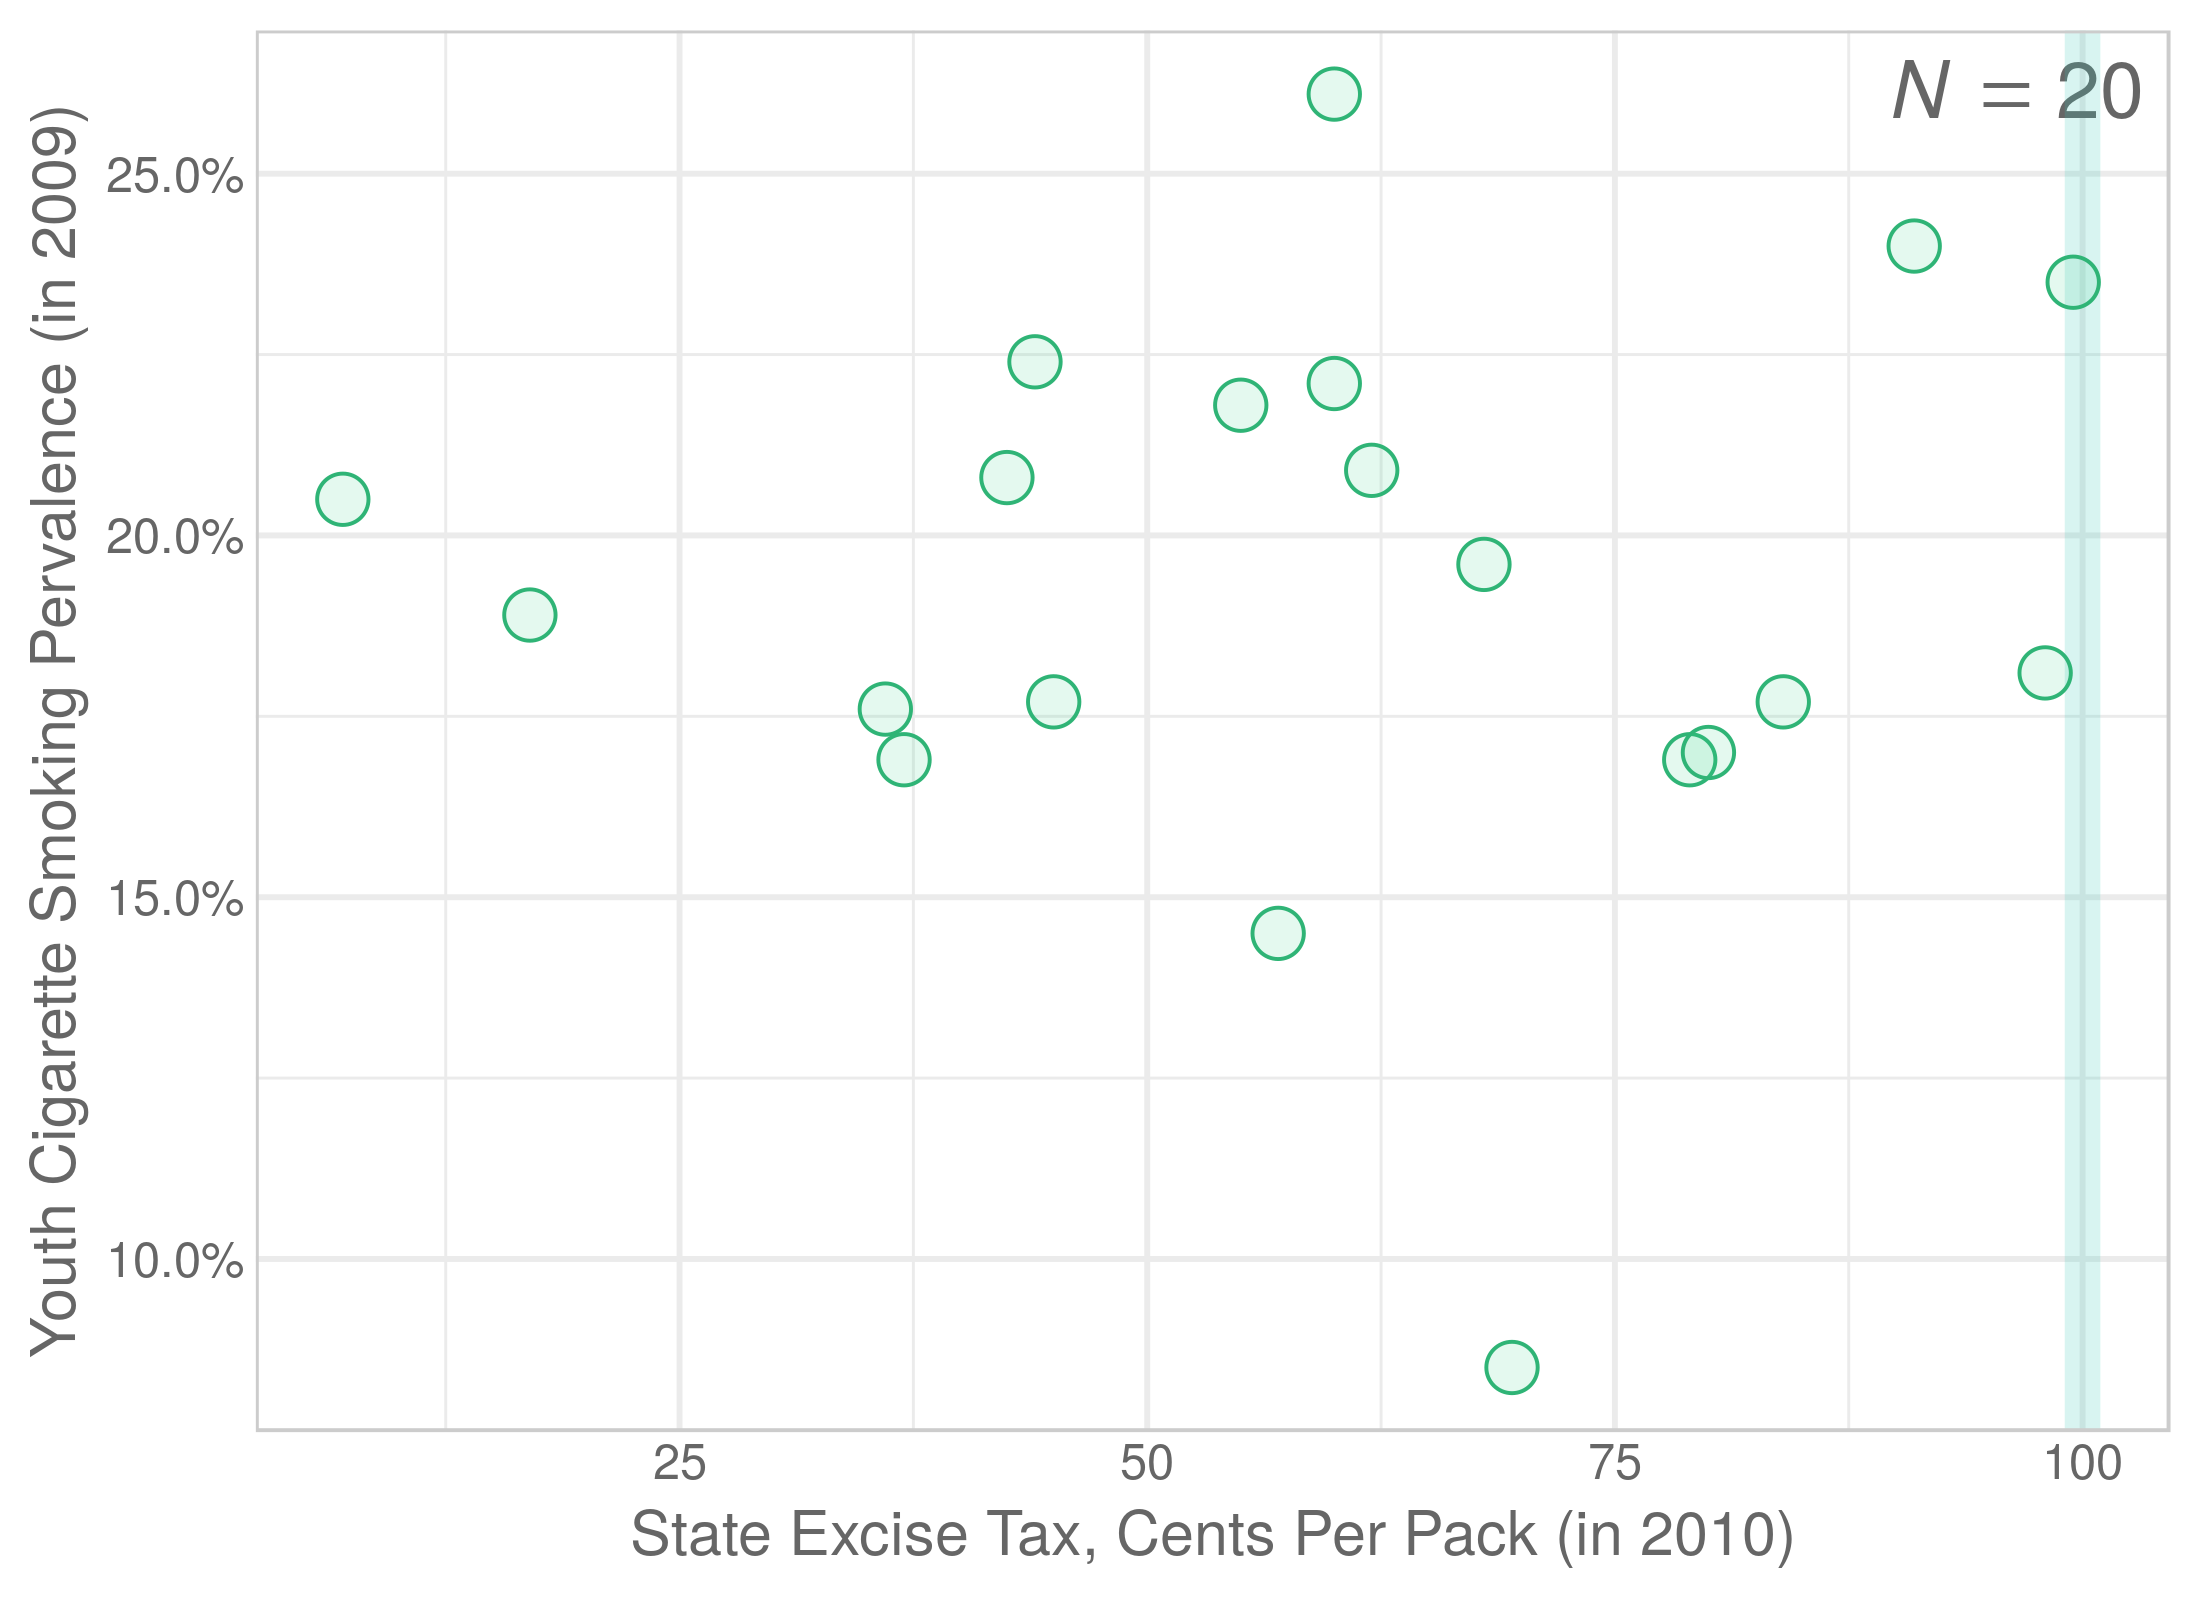 N = 20
Youth Cigarette Smoking Pervalence (in 2009)
25.0%
20.0%
15.0%
10.0%
25 50 75 100
State Excise Tax, Cents Per Pack (in 2010)